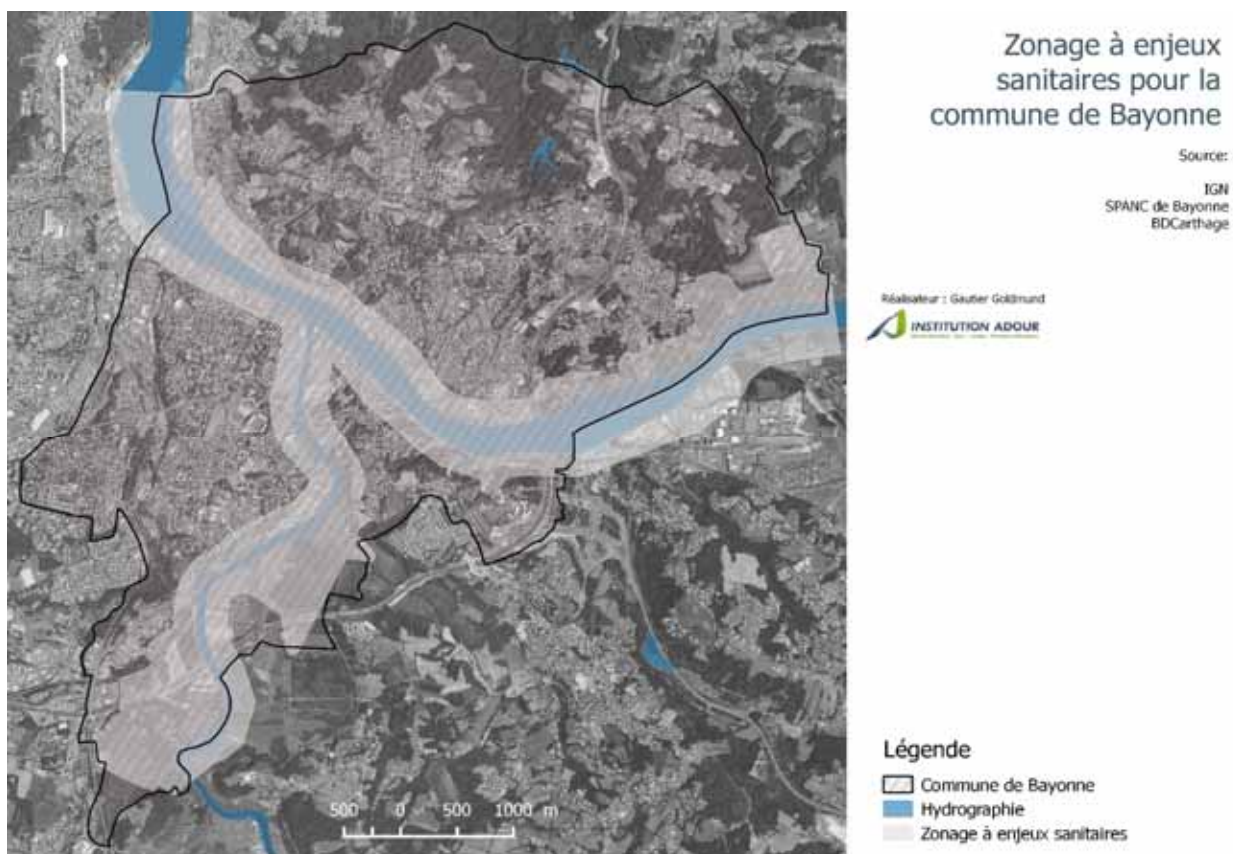 Zonage à enjeux
sanitaires pour la
commune de Bayonne
Source:
IGN
SPANC de Bayonne
BDCarthage
Réalisateur : Gautier Goldmund
INSTITUTION ADOUR
500 0 500 1000 m
Légende
Commune de Bayonne
Hydrographie
Zonage à enjeux sanitaires